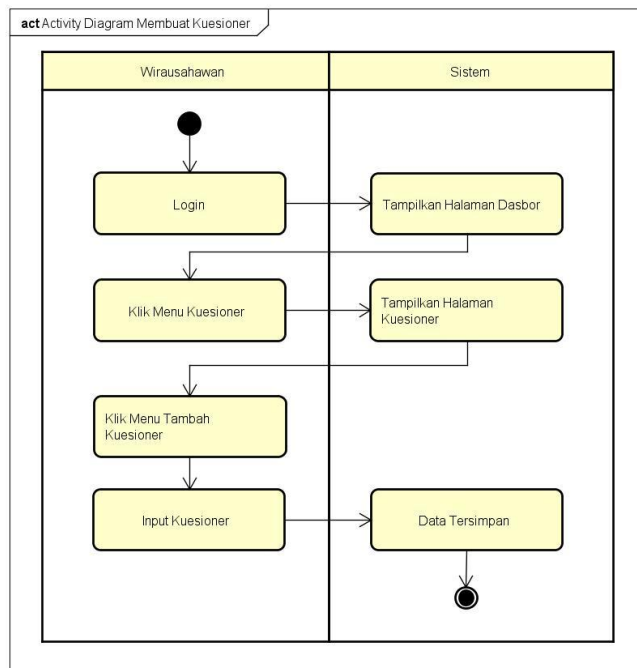 act Activity Diagram Membuat Kuesioner
Wirausahawan
Sistem
Login
Tampilkan Halaman Dasbor
Klik Menu Kuesioner
Tampilkan Halaman
Kuesioner
Klik Menu Tambah
Kuesioner
Input Kuesioner
Data Tersimpan